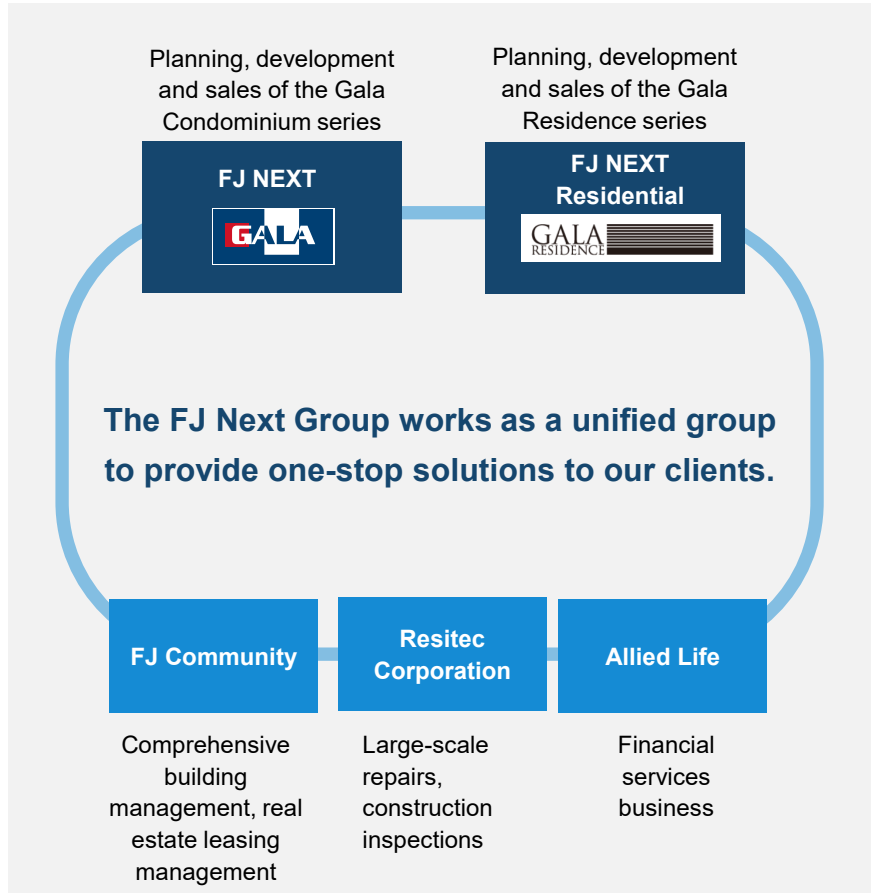 Planning, development
and sales of the Gala
Condominium series
Planning, development
and sales of the Gala
Residence series
FJ NEXT
GALA
FJ NEXT
Residential
GALA
RESIDENCE
The FJ Next Group works as a unified group
to provide one-stop solutions to our clients.
FJ Community
Resitec
Corporation
Allied Life
Comprehensive
building
management, real
estate leasing
management
Large-scale
repairs,
construction
inspections
Financial
services
business